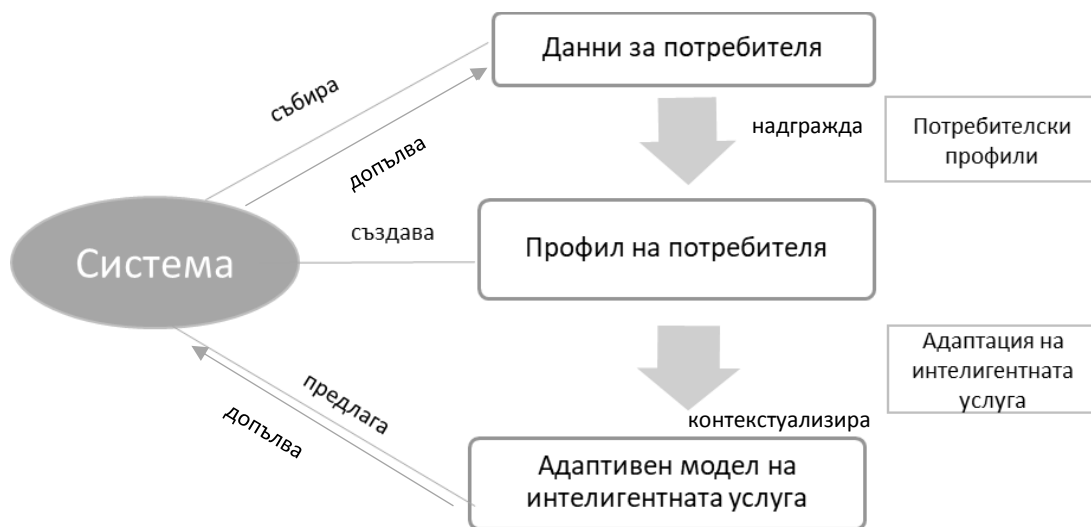 Данни за потребителя
събира
допълва
надгражда
Потребителски
профили
създава
Профил на потребителя
Система
Адаптация на
интелигентната
услуга
предлага
допълва
контекстуализира
Адаптивен модел на
интелигентната услуга